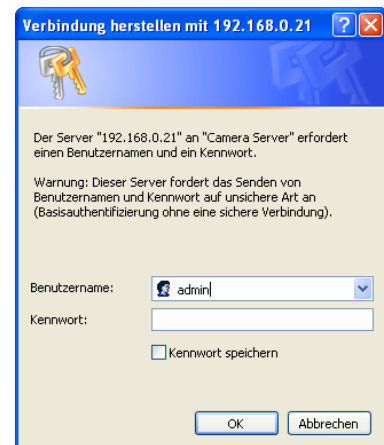 Verbindung herstellen mit 192.168.0.21
Der Server "192.168.0.21" an "Camera Server" erfordert
einen Benutzernamen und ein Kennwort.
Warnung: Dieser Server fordert das Senden von
Benutzernamen und Kennwort auf unsichere Art an
(Basisauthentifizierung ohne eine sichere Verbindung).
Benutzername:
admin
Kennwort:
Kennwort speichern
OK
Abbrechen